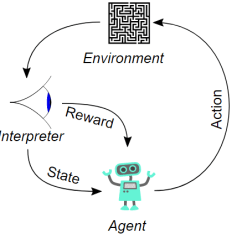 Environment
Reward
Interpreter
Action
State
Agent